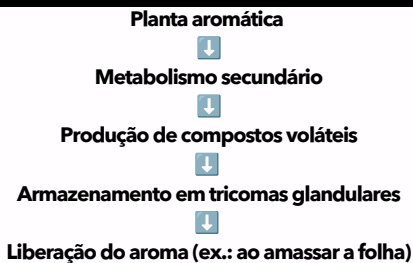 Planta aromática
⬇️
Metabolismo secundário
⬇️
Produção de compostos voláteis
⬇️
Armazenamento em tricomas glandulares
⬇️
Liberação do aroma (ex.: ao amassar a folha)